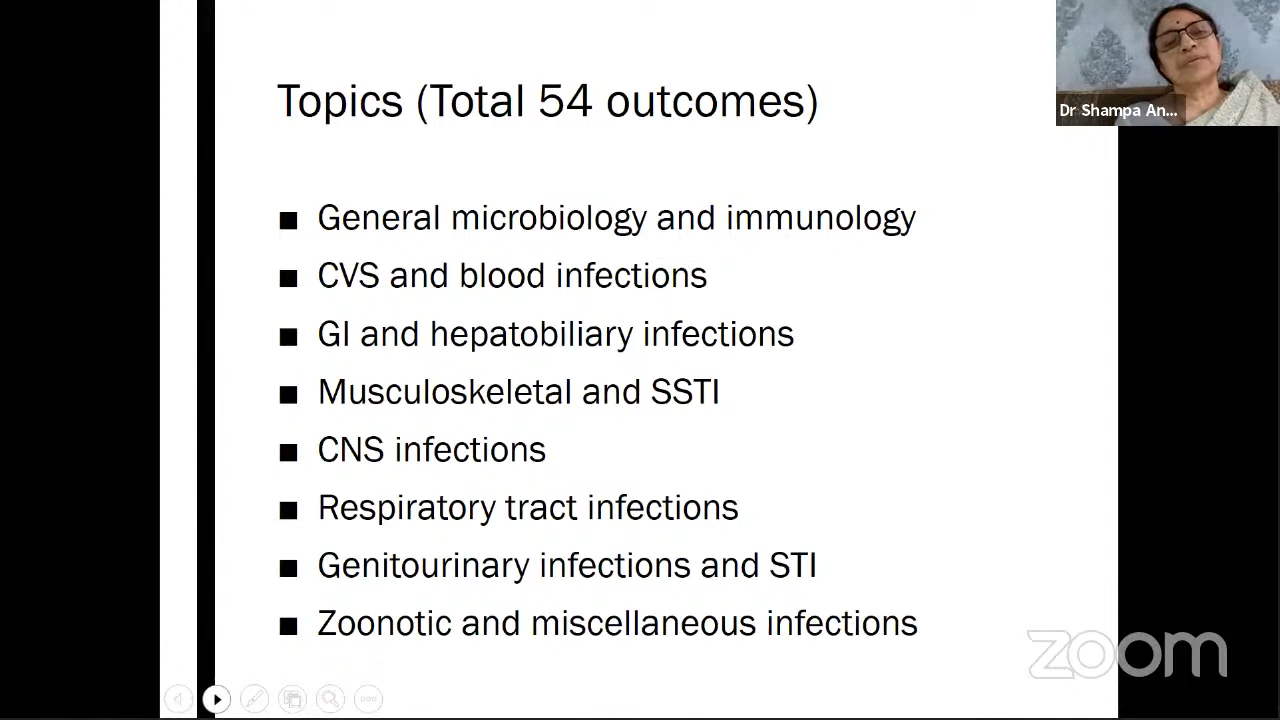 Topics (Total 54 outcomes)
Dr Shampa An...
■ General microbiology and immunology
■ CVS and blood infections
■ GI and hepatobiliary infections
■ Musculoskeletal and SSTI
■ CNS infections
■ Respiratory tract infections
■ Genitourinary infections and STI
■ Zoonotic and miscellaneous infections
zoom